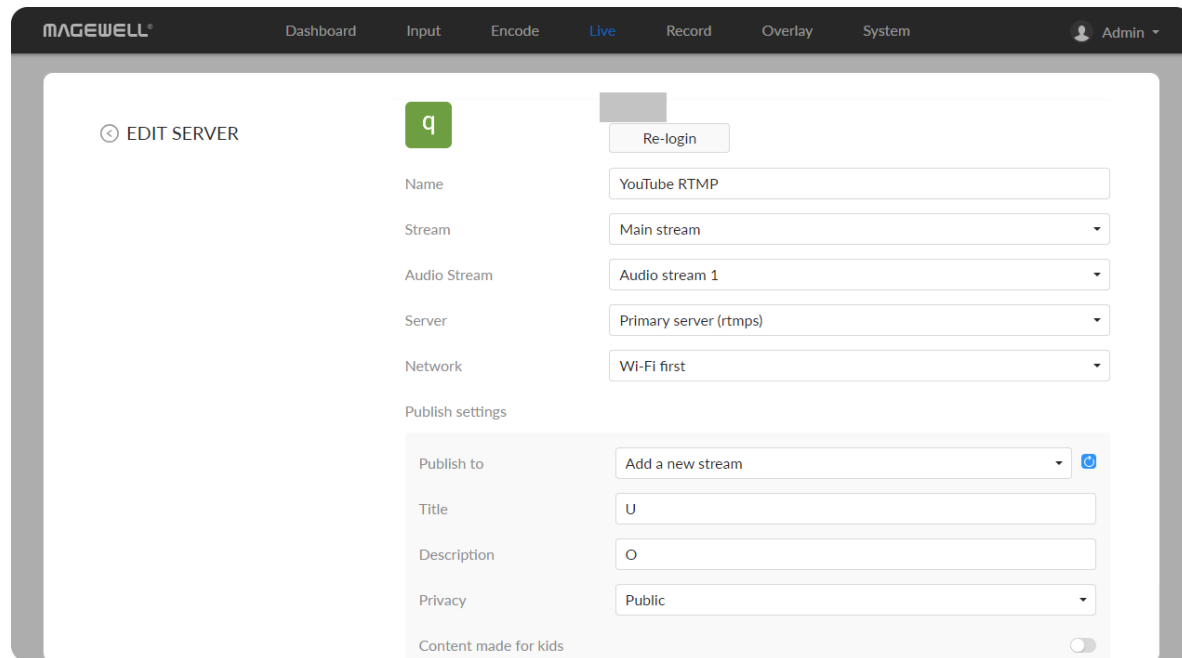 MAGEWELL®
Dashboard Input Encode Live Record Overlay System Admin
EDIT SERVER
q
Re-login
Name YouTube RTMP
Stream Main stream
Audio Stream Audio stream 1
Server Primary server (rtmps)
Network Wi-Fi first
Publish settings
Publish to Add a new stream
Title U
Description O
Privacy Public
Content made for kids